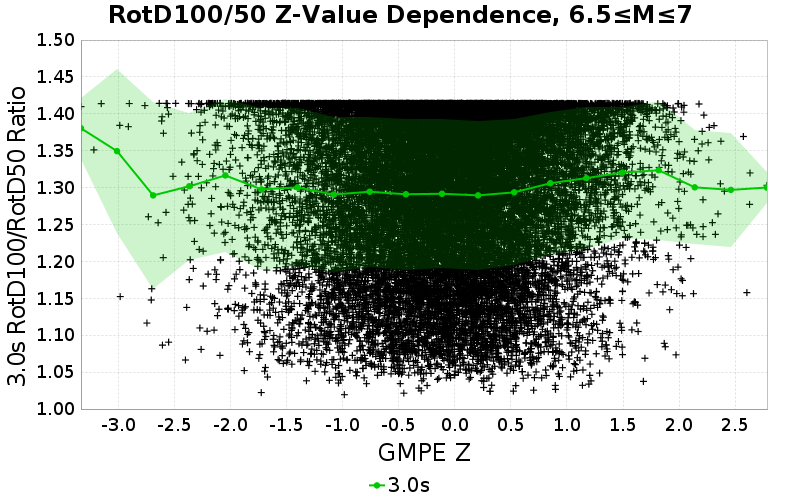 RotD100/50 Z-Value Dependence, 6.5≤M≤7
3.0s RotD100/RotD50 Ratio
1.50
1.45
1.40
1.35
1.30
1.25
1.20
1.15
1.10
1.05
1.00
-3.0 -2.5 -2.0 -1.5 -1.0 -0.5 0.0 0.5 1.0 1.5 2.0 2.5
GMPE Z
3.0s